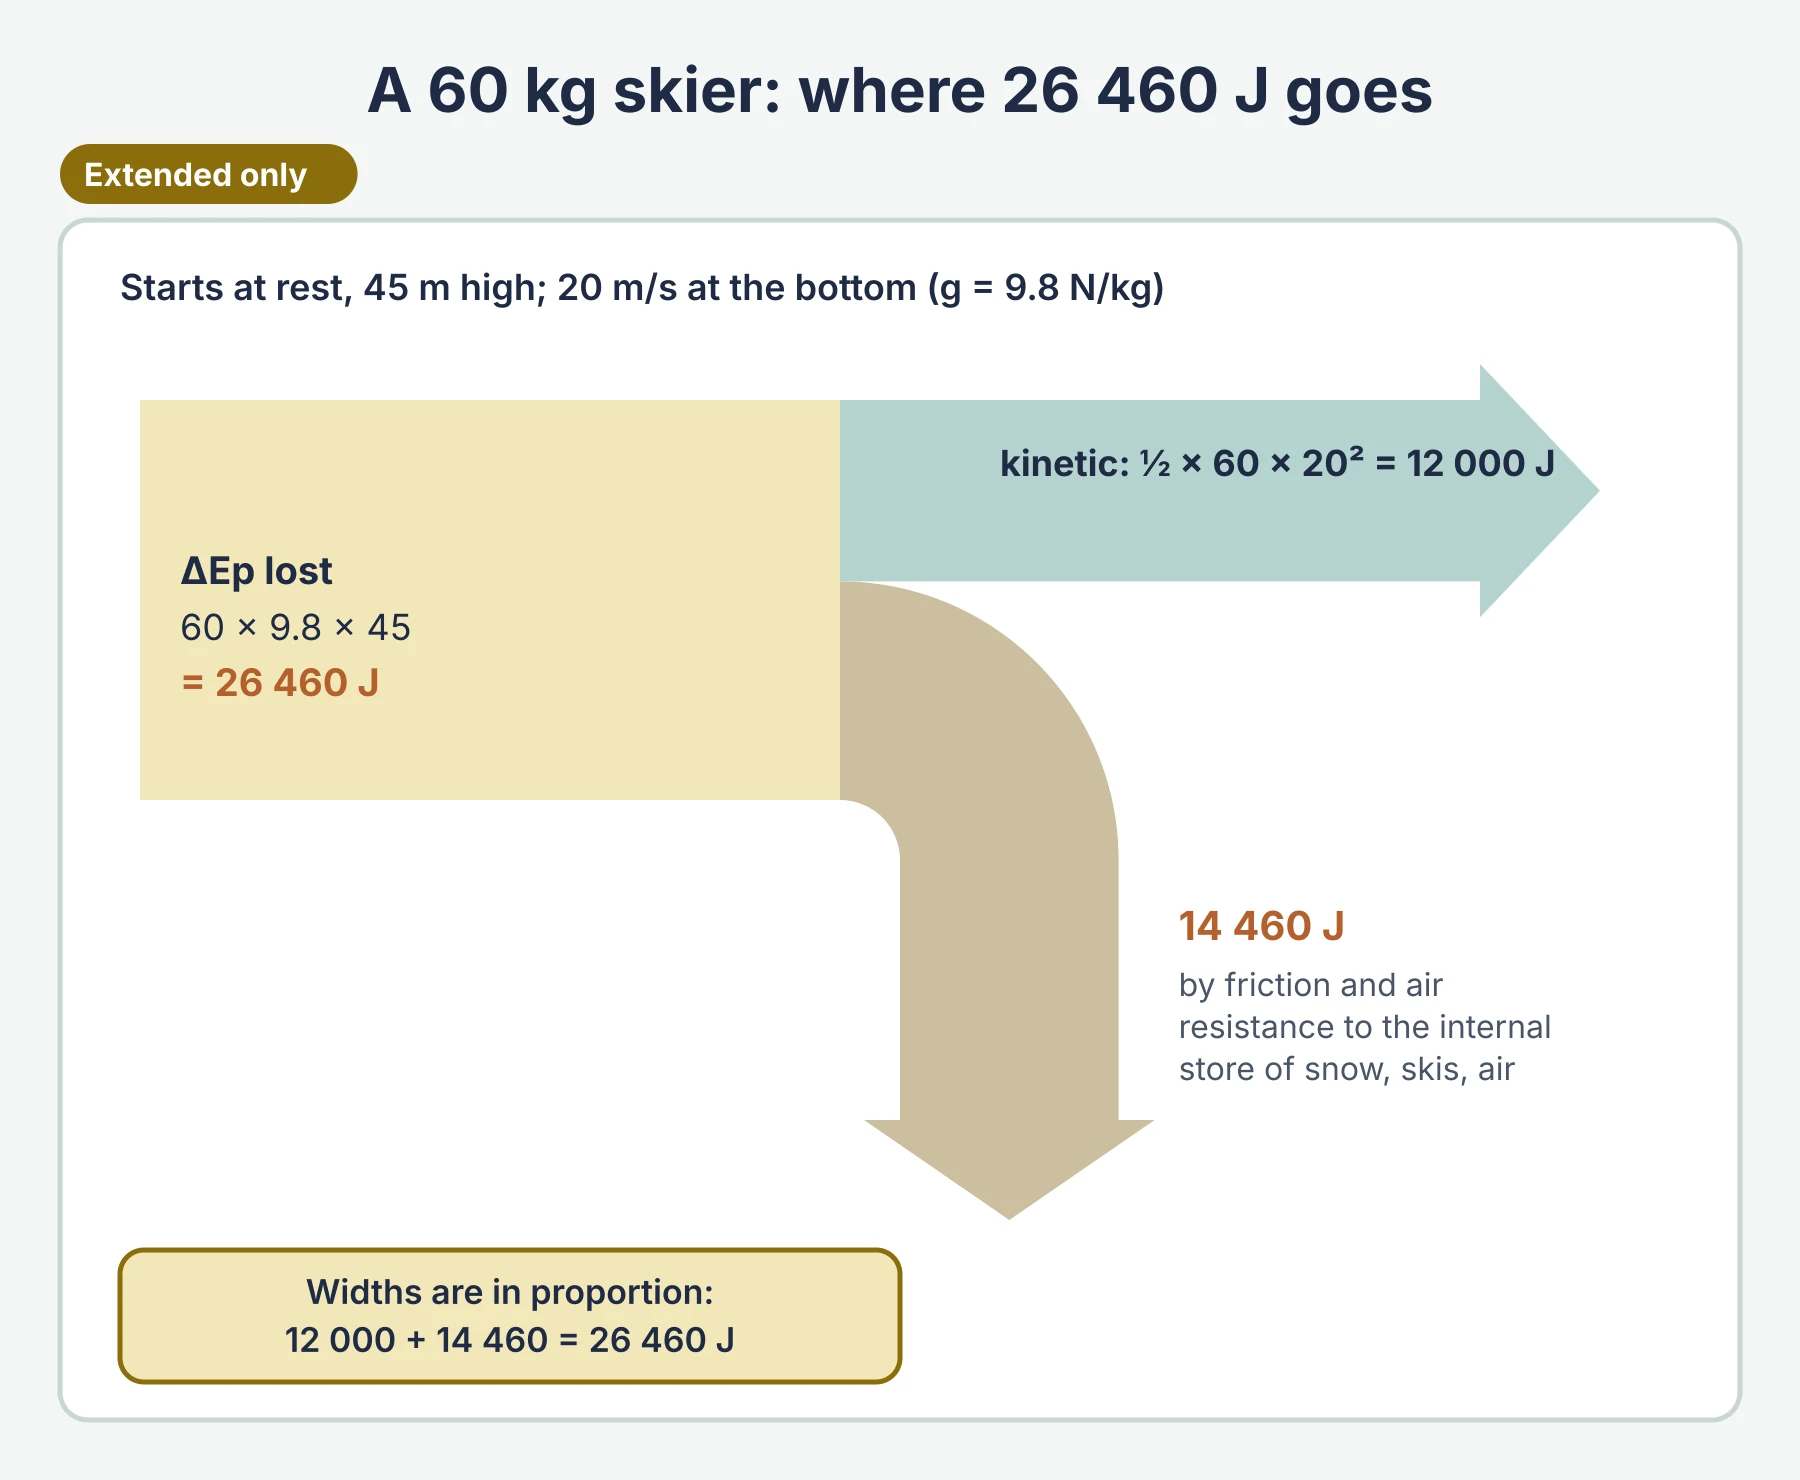 A 60 kg skier: where 26 460 J goes
Extended only
Starts at rest, 45 m high; 20 m/s at the bottom (g = 9.8 N/kg)
kinetic: ½ × 60 × 20² = 12 000 J
ΔEp lost
60 × 9.8 × 45
= 26 460 J
14 460 J
by friction and air
resistance to the internal
store of snow, skis, air
Widths are in proportion:
12 000 + 14 460 = 26 460 J